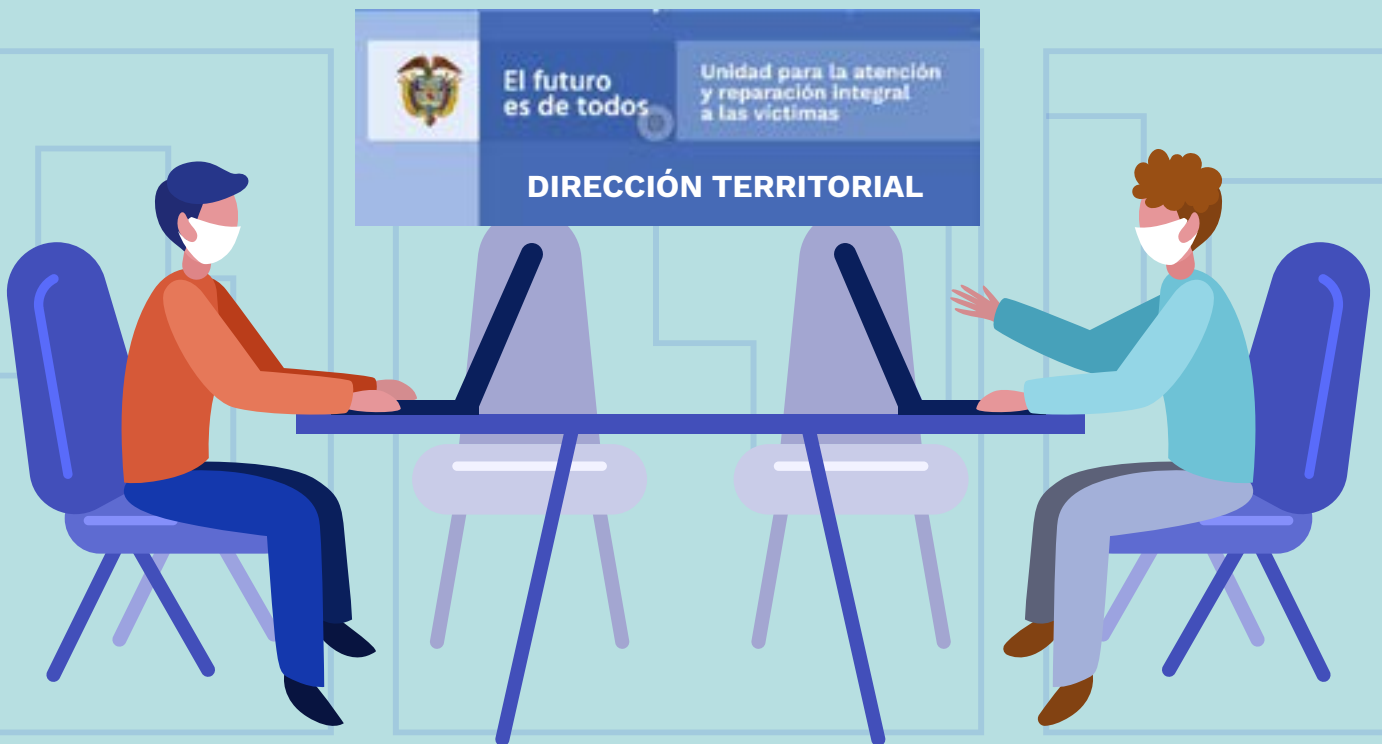 El futuro
es de todos
Unidad para la atención
y reparación integral
a las víctimas
DIRECCIÓN TERRITORIAL